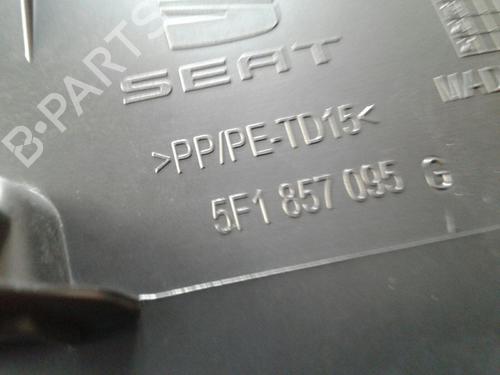 B-PARTS
SEAT
>PP/PE-TD15<
5F1 857 095 G